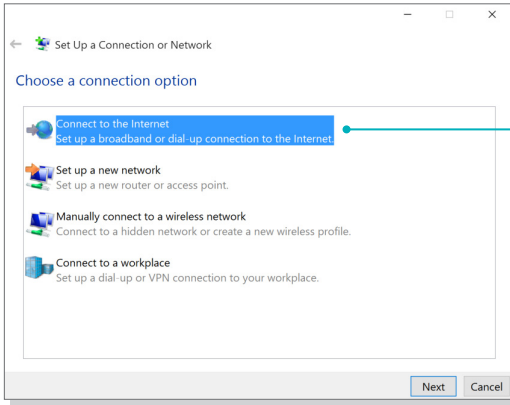 Set Up a Connection or Network
Choose a connection option
Connect to the Internet
Set up a broadband or dial-up connection to the Internet.
Set up a new network
Set up a new router or access point.
Manually connect to a wireless network
Connect to a hidden network or create a new wireless profile.
Connect to a workplace
Set up a dial-up or VPN connection to your workplace.
Next Cancel